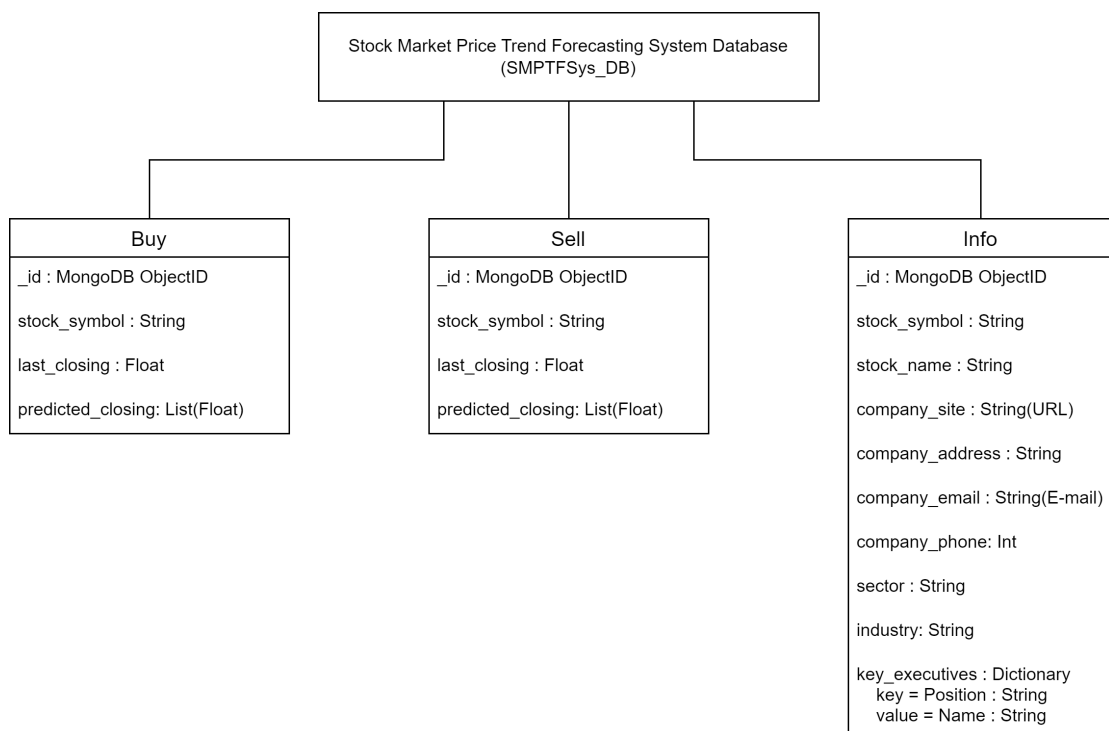 Stock Market Price Trend Forecasting System Database
(SMPTFSys_DB)
Buy
_id : MongoDB ObjectID
stock_symbol : String
last_closing : Float
predicted_closing: List(Float)
Sell
_id : MongoDB ObjectID
stock_symbol : String
last_closing : Float
predicted_closing: List(Float)
Info
_id : MongoDB ObjectID
stock_symbol : String
stock_name : String
company_site : String(URL)
company_address : String
company_email : String(E-mail)
company_phone: Int
sector : String
industry: String
key_executives : Dictionary
key = Position : String
value = Name : String